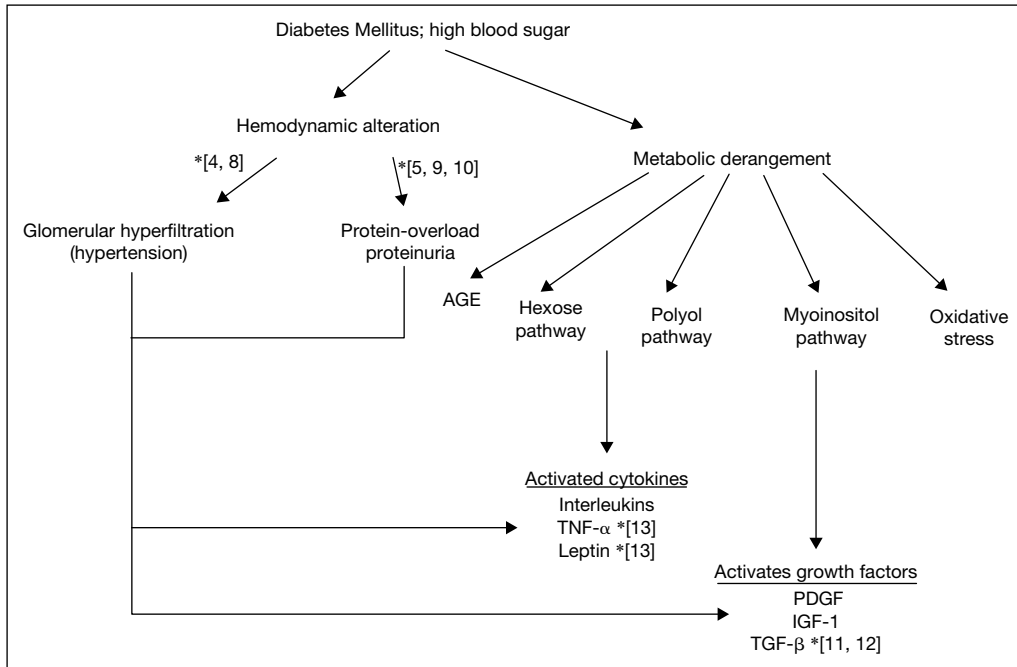 Diabetes Mellitus; high blood sugar
Hemodynamic alteration
*[4, 8]
*[5, 9, 10]
Metabolic derangement
Glomerular hyperfiltration
(hypertension)
Protein-overload
proteinuria
AGE
Hexose
pathway
Polyol
pathway
Myoinositol
pathway
Oxidative
stress
Activated cytokines
Interleukins
TNF-α *[13]
Leptin *[13]
Activates growth factors
PDGF
IGF-1
TGF-β *[11, 12]